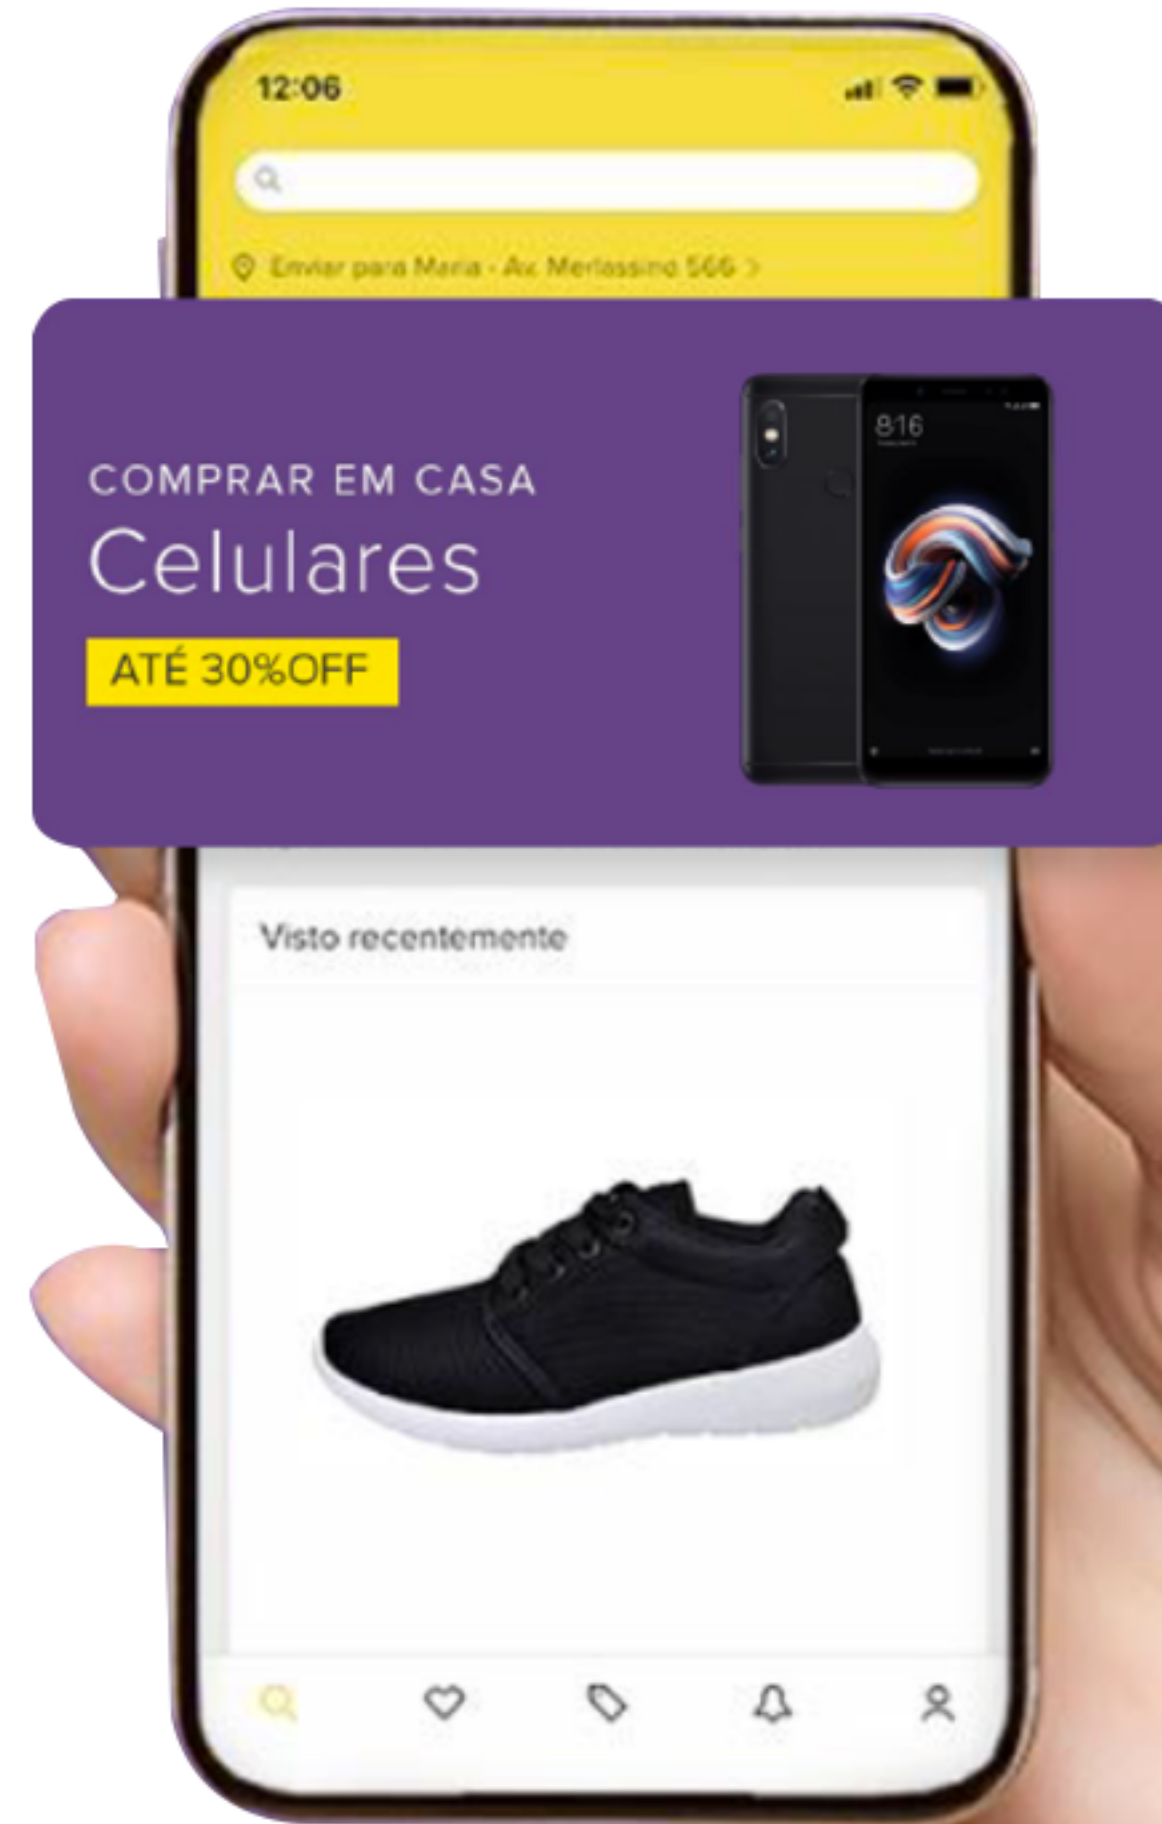 12:06
Enviar para Maria - Av. Merlassino 566 >
COMPRAR EM CASA
Celulares
ATÉ 30%OFF
8:16
Visto recentemente